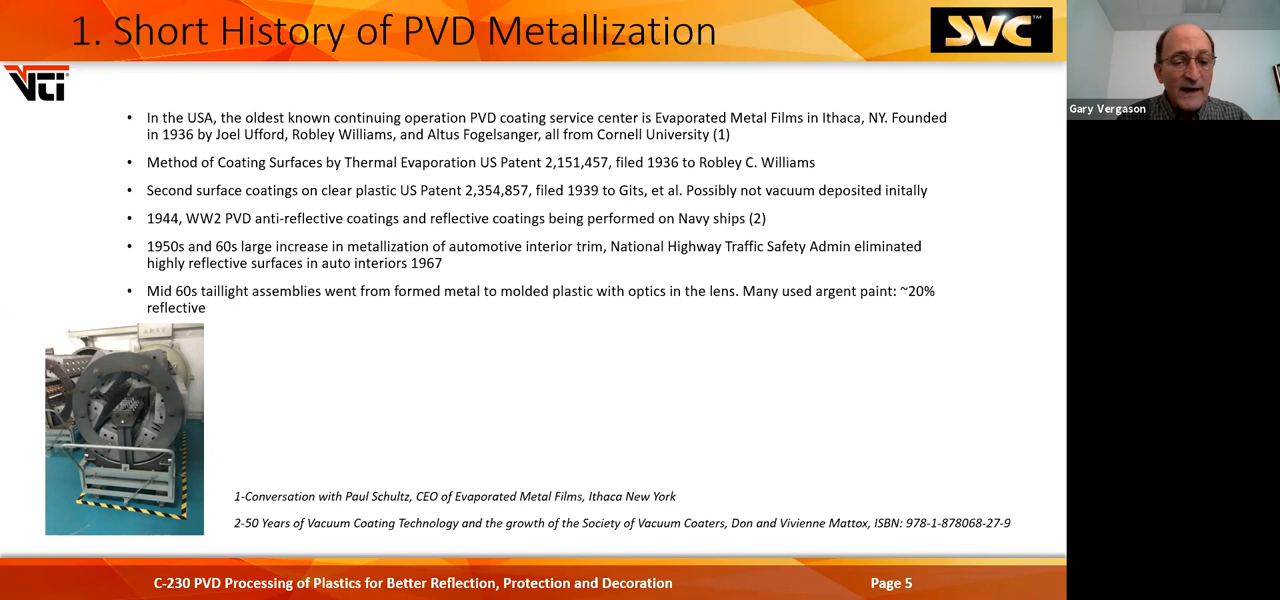 1. Short History of PVD Metallization
SVC™
Gary Vergason
VTI®
• In the USA, the oldest known continuing operation PVD coating service center is Evaporated Metal Films in Ithaca, NY. Founded
in 1936 by Joel Ufford, Robley Williams, and Altus Fogelsanger, all from Cornell University (1)
• Method of Coating Surfaces by Thermal Evaporation US Patent 2,151,457, filed 1936 to Robley C. Williams
• Second surface coatings on clear plastic US Patent 2,354,857, filed 1939 to Gits, et al. Possibly not vacuum deposited initally
• 1944, WW2 PVD anti-reflective coatings and reflective coatings being performed on Navy ships (2)
• 1950s and 60s large increase in metallization of automotive interior trim, National Highway Traffic Safety Admin eliminated
highly reflective surfaces in auto interiors 1967
• Mid 60s taillight assemblies went from formed metal to molded plastic with optics in the lens. Many used argent paint: ~20%
reflective
1-Conversation with Paul Schultz, CEO of Evaporated Metal Films, Ithaca New York
2-50 Years of Vacuum Coating Technology and the growth of the Society of Vacuum Coaters, Don and Vivienne Mattox, ISBN: 978-1-878068-27-9
C-230 PVD Processing of Plastics for Better Reflection, Protection and Decoration
Page 5